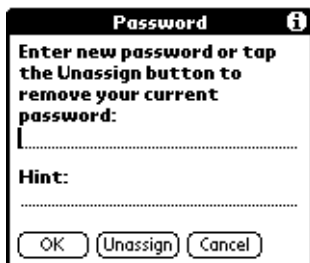 Password
Enter new password or tap
the Unassign button to
remove your current
password:
Hint:
OK Unassign Cancel